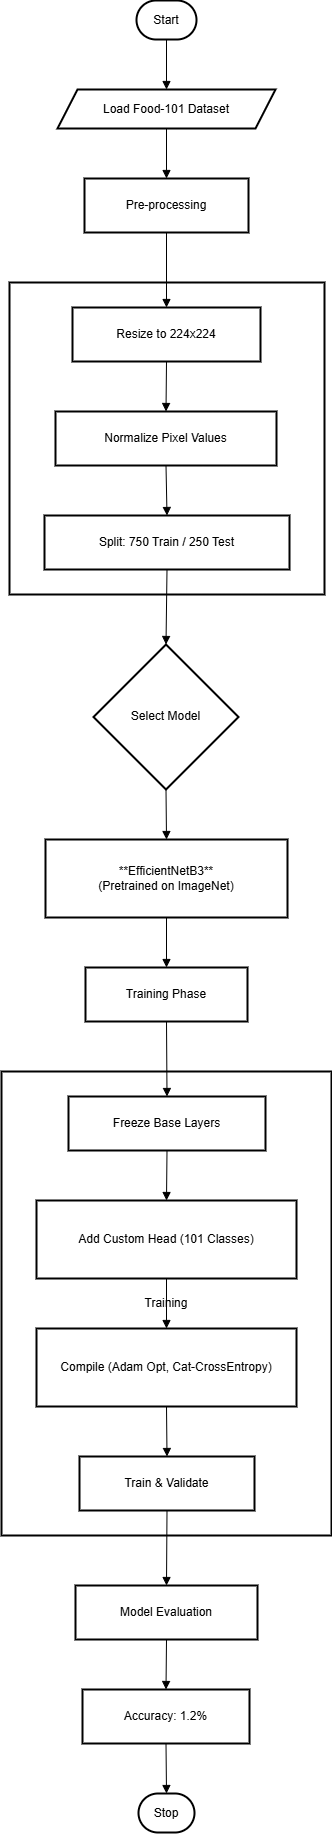 Start
Load Food-101 Dataset
Pre-processing
Resize to 224x224
Normalize Pixel Values
Split: 750 Train / 250 Test
Select Model
**EfficientNetB3**
(Pretrained on ImageNet)
Training Phase
Freeze Base Layers
Add Custom Head (101 Classes)
Training
Compile (Adam Opt, Cat-CrossEntropy)
Train & Validate
Model Evaluation
Accuracy: 1.2%
Stop